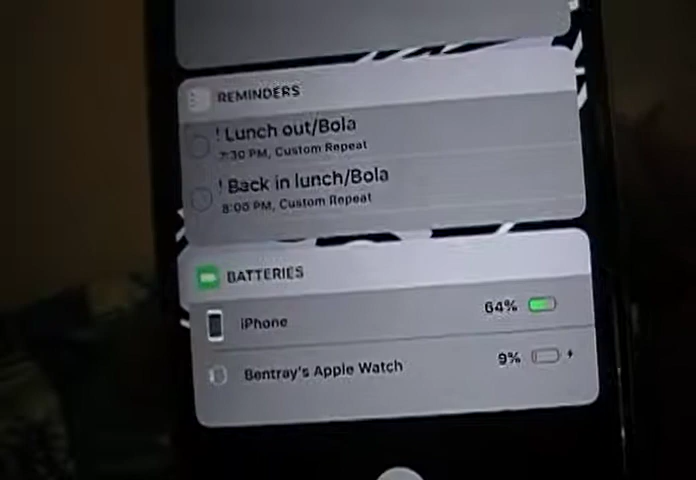 REMINDERS
! Lunch out/Bola
7:30 PM, Custom Repeat
! Back in lunch/Bola
8:00 PM, Custom Repeat
BATTERIES
iPhone 64%
Bentray's Apple Watch 9%